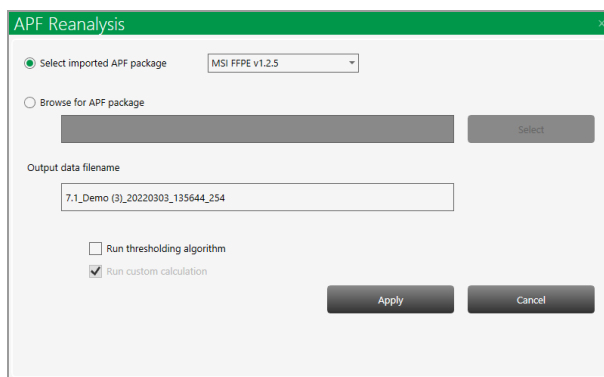 APF Reanalysis
Select imported APF package
MSI FFPE v1.2.5
Browse for APF package
Select
Output data filename
7.1_Demo (3)_20220303_135644_254
Run thresholding algorithm
Run custom calculation
Apply
Cancel